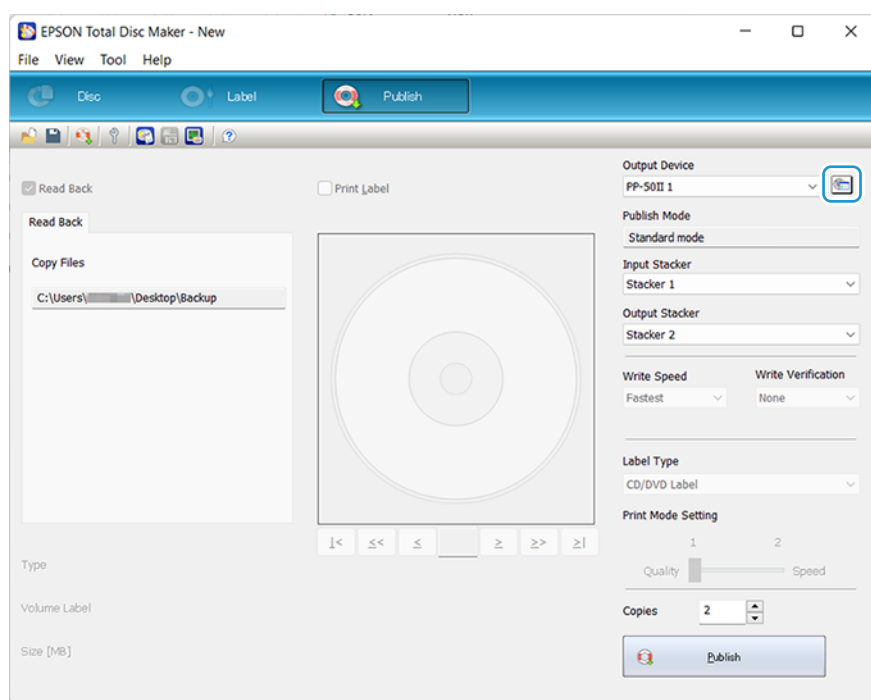 EPSON Total Disc Maker - New
File View Tool Help
Disc Label Publish
Read Back
Print Label
Read Back
Copy Files
C:\Users\ \Desktop\Backup
|< << < > >> >|
Type
Volume Label
Size [MB]
Output Device
PP-50II 1
Publish Mode
Standard mode
Input Stacker
Stacker 1
Output Stacker
Stacker 2
Write Speed Write Verification
Fastest None
Label Type
CD/DVD Label
Print Mode Setting
1 2
Quality Speed
Copies 2
Publish